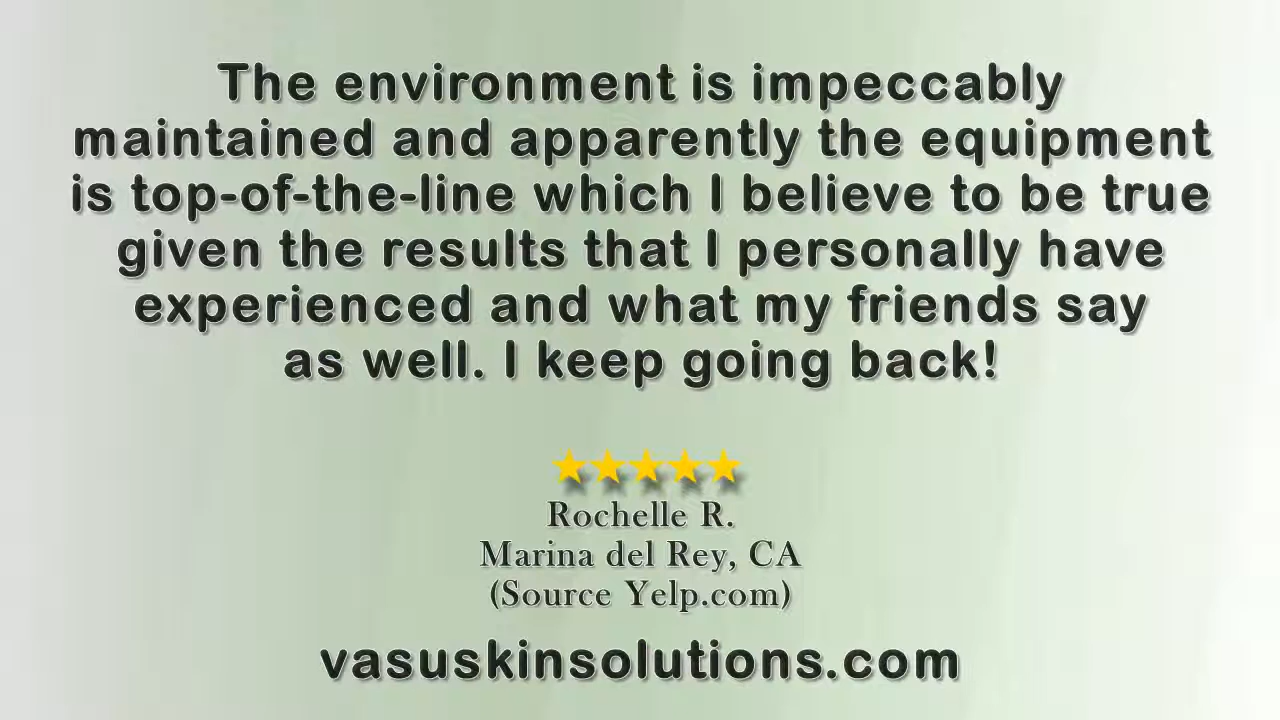 The environment is impeccably
maintained and apparently the equipment
is top-of-the-line which I believe to be true
given the results that I personally have
experienced and what my friends say
as well. I keep going back!
★★★★★
Rochelle R.
Marina del Rey, CA
(Source Yelp.com)
vasuskinsolutions.com